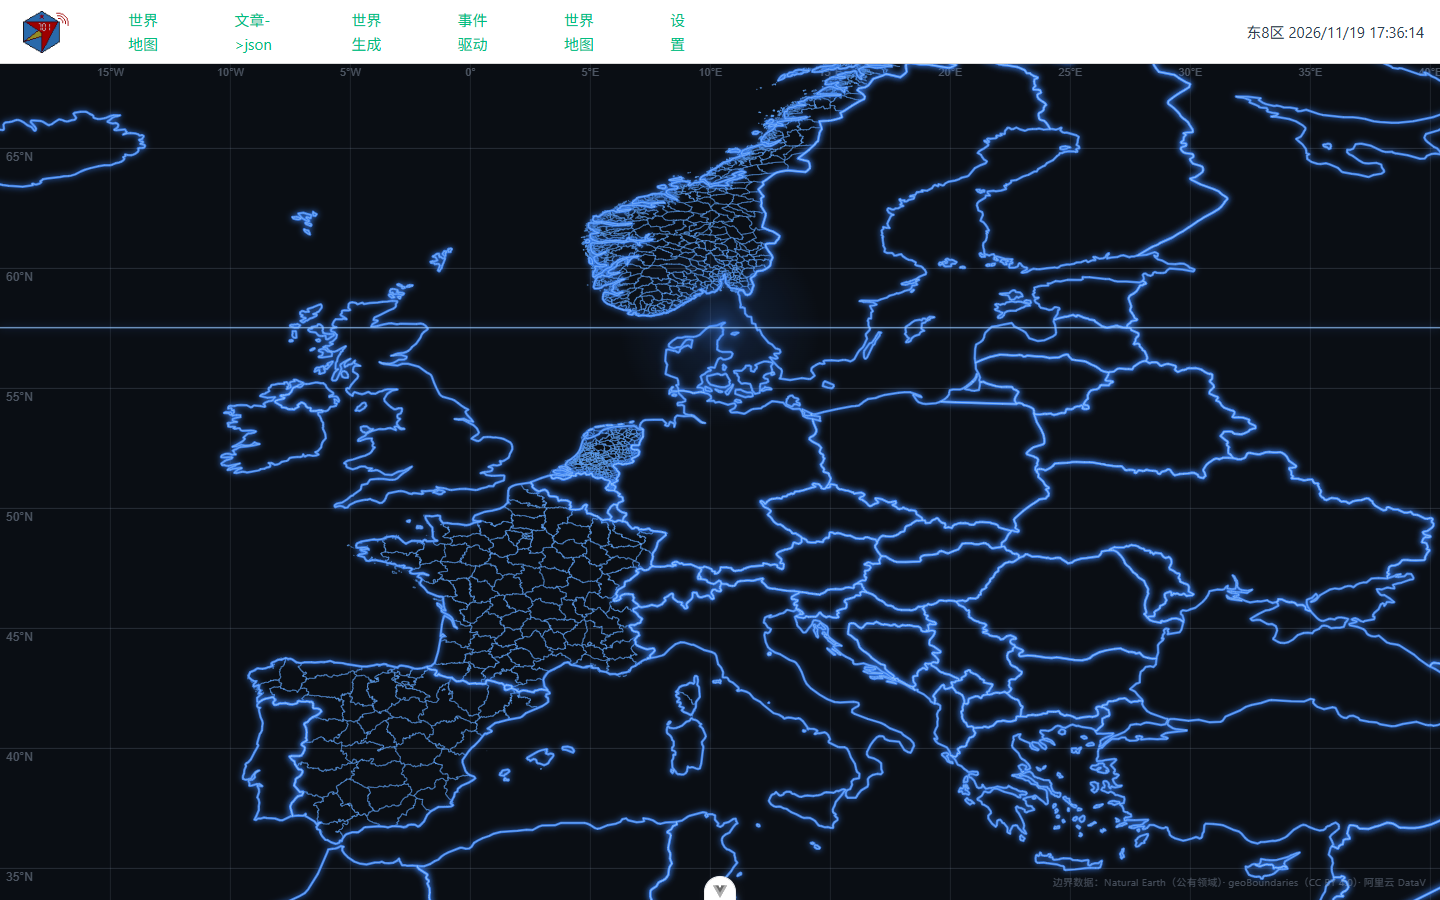 世界 文章- 世界 事件 世界 设
地图 >json 生成 驱动 地图 置
东8区 2026/11/19 17:36:14
15°W 10°W 5°W 0° 5°E 10°E 15°E 20°E 25°E 30°E 35°E 40°E
65°N
60°N
55°N
50°N
45°N
40°N
35°N
边界数据：Natural Earth（公有领域）· geoBoundaries（CC BY 4.0）· 阿里云 DataV